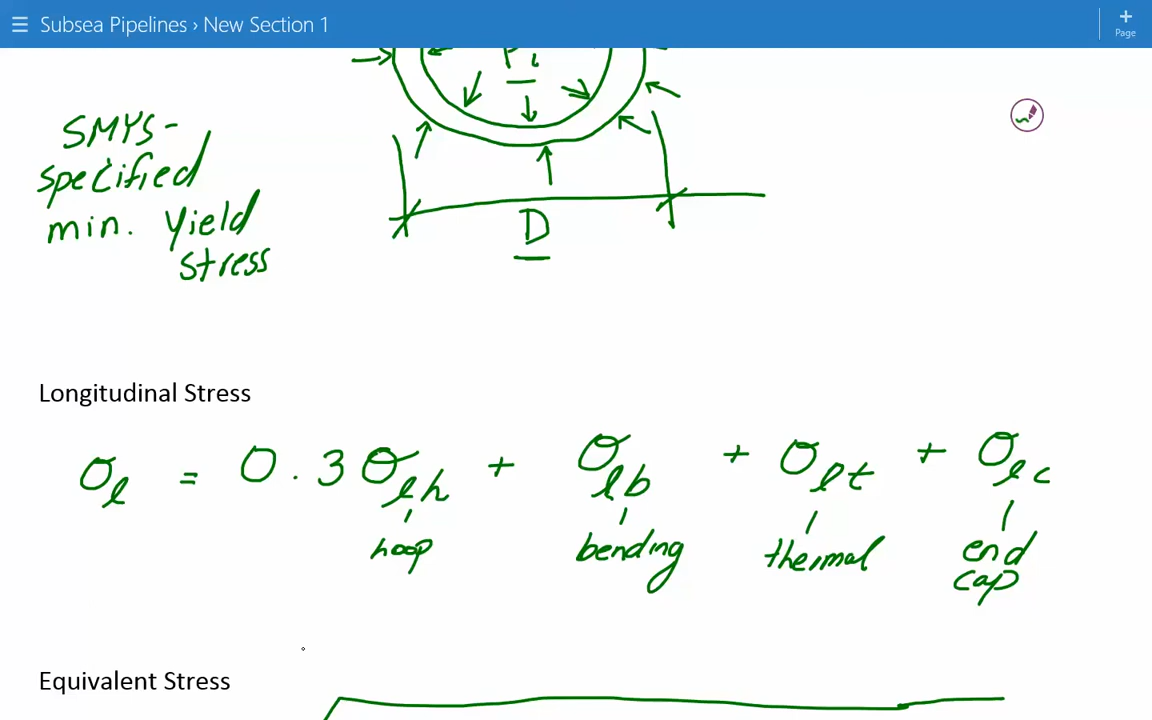 Subsea Pipelines › New Section 1
Page
Pi
SMYS-
specified
min. Yield
stress
D
Longitudinal Stress
σl = 0.3σlh + σlb + σlt + σlc
hoop bending thermal end
cap
Equivalent Stress